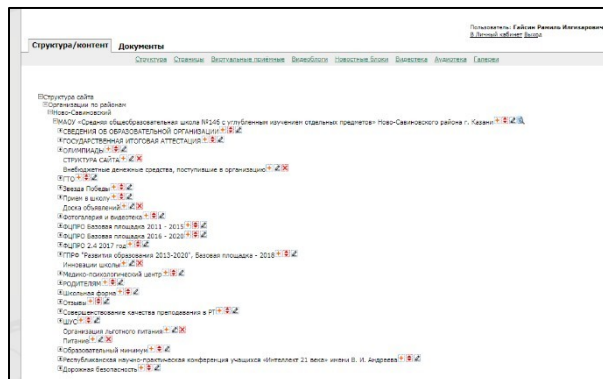 Пользователь: Гайсин Рамиль Ильгизарович
В Личный кабинет Выход
Структура/контент Документы
Структура Страницы Виртуальные приёмные Видеоблоги Новостные блоки Видеотека Аудиотека Галереи
Структура сайта
Организации по районам
Ново-Савиновский
МАОУ «Средняя общеобразовательная школа №146 с углубленным изучением отдельных предметов» Ново-Савиновского района г. Казани
СВЕДЕНИЯ ОБ ОБРАЗОВАТЕЛЬНОЙ ОРГАНИЗАЦИИ
ГОСУДАРСТВЕННАЯ ИТОГОВАЯ АТТЕСТАЦИЯ
ОЛИМПИАДЫ
СТРУКТУРА САЙТА
Внебюджетные денежные средства, поступившие в организацию
ГТО
Звезда Победы
Прием в школу
Доска объявлений
Фотогалерея и видеотека
ФЦПРО Базовая площадка 2011 - 2015
ФЦПРО Базовая площадка 2016 - 2020
ФЦПРО 2.4 2017 год
ГПРФ "Развитие образования 2013-2020", Базовая площадка - 2018
Инновации школы
Медико-психологический центр
РОДИТЕЛЯМ
Школьная форма
Отзывы
Совершенствование качества преподавания в РТ
ШУС
Организация льготного питания
Питание
Образовательный минимум
Республиканская научно-практическая конференция учащихся «Интеллект 21 века» имени В. И. Андреева
Дорожная безопасность